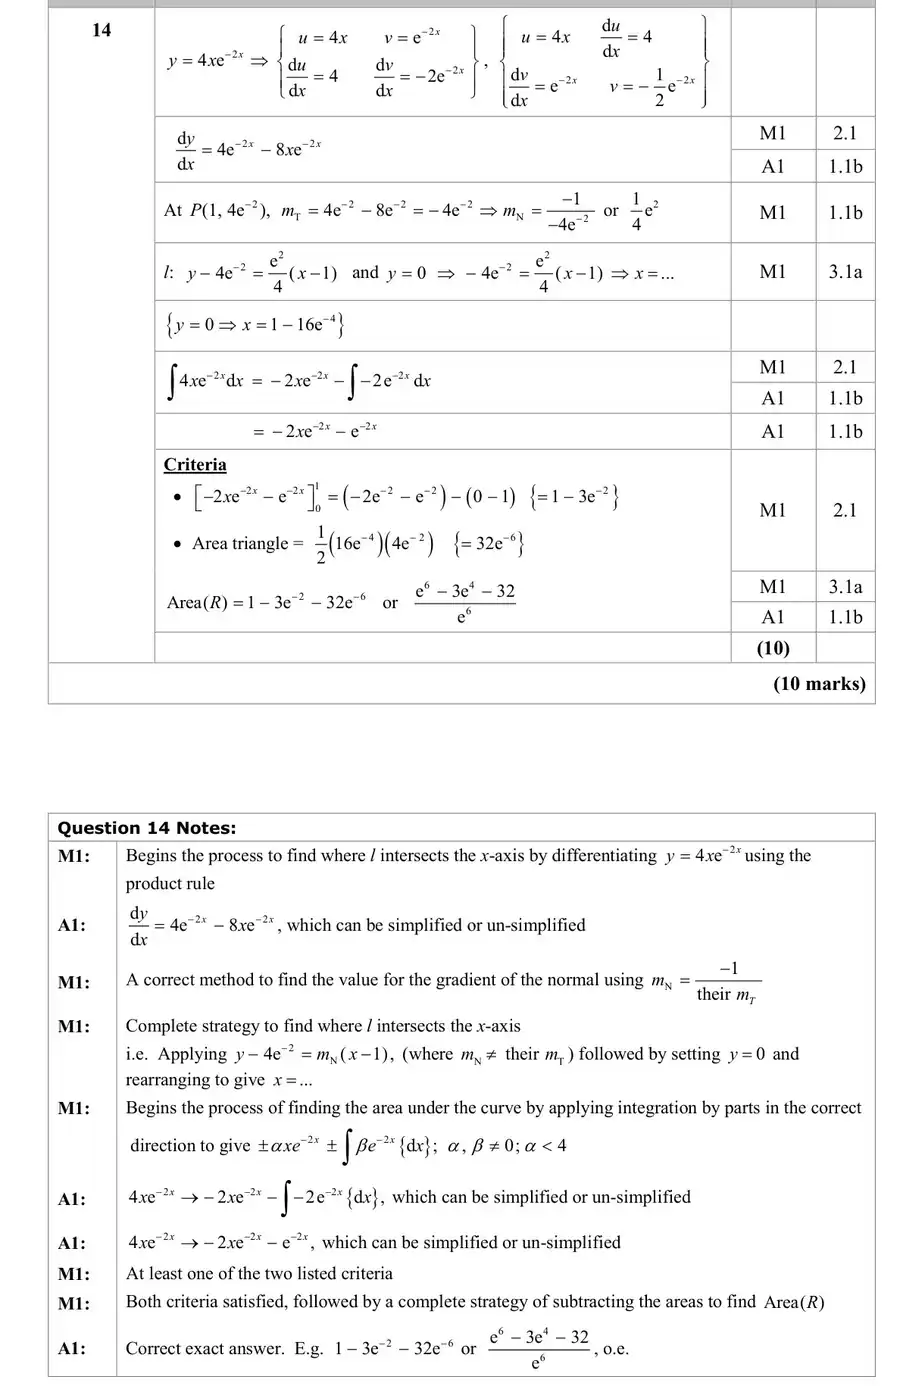 14
y = 4xe⁻²ˣ ⇒ { u = 4x v = e⁻²ˣ du/dx = 4 dv/dx = −2e⁻²ˣ }, { u = 4x du/dx = 4 dv/dx = e⁻²ˣ v = −1/2 e⁻²ˣ }
dy/dx = 4e⁻²ˣ − 8xe⁻²ˣ
M1 2.1
A1 1.1b
At P(1, 4e⁻²), m_T = 4e⁻² − 8e⁻² = −4e⁻² ⇒ m_N = −1/−4e⁻² or 1/4 e² M1 1.1b
l: y − 4e⁻² = e²/4 (x − 1) and y = 0 ⇒ −4e⁻² = e²/4 (x − 1) ⇒ x = ... M1 3.1a
{y = 0 ⇒ x = 1 − 16e⁻⁴}
∫4xe⁻²ˣdx = −2xe⁻²ˣ − ∫−2e⁻²ˣ dx
M1 2.1
A1 1.1b
= −2xe⁻²ˣ − e⁻²ˣ A1 1.1b
Criteria
• [−2xe⁻²ˣ − e⁻²ˣ]₀¹ = (−2e⁻² − e⁻²) − (0 − 1) {= 1 − 3e⁻²}
M1 2.1
• Area triangle = 1/2 (16e⁻⁴)(4e⁻²) {= 32e⁻⁶}
Area(R) = 1 − 3e⁻² − 32e⁻⁶ or e⁶ − 3e⁴ − 32 / e⁶
M1 3.1a
A1 1.1b
(10)
(10 marks)
Question 14 Notes:
M1: Begins the process to find where l intersects the x-axis by differentiating y = 4xe⁻²ˣ using the
product rule
A1: dy/dx = 4e⁻²ˣ − 8xe⁻²ˣ, which can be simplified or un-simplified
M1: A correct method to find the value for the gradient of the normal using m_N = −1/their m_T
M1: Complete strategy to find where l intersects the x-axis
i.e. Applying y − 4e⁻² = m_N(x − 1), (where m_N ≠ their m_T) followed by setting y = 0 and
rearranging to give x = ...
M1: Begins the process of finding the area under the curve by applying integration by parts in the correct
direction to give ±αxe⁻²ˣ ± ∫βe⁻²ˣ {dx}; α, β ≠ 0; α < 4
A1: 4xe⁻²ˣ → −2xe⁻²ˣ − ∫−2e⁻²ˣ {dx}, which can be simplified or un-simplified
A1: 4xe⁻²ˣ → −2xe⁻²ˣ − e⁻²ˣ, which can be simplified or un-simplified
M1: At least one of the two listed criteria
M1: Both criteria satisfied, followed by a complete strategy of subtracting the areas to find Area(R)
A1: Correct exact answer. E.g. 1 − 3e⁻² − 32e⁻⁶ or e⁶ − 3e⁴ − 32 / e⁶, o.e.